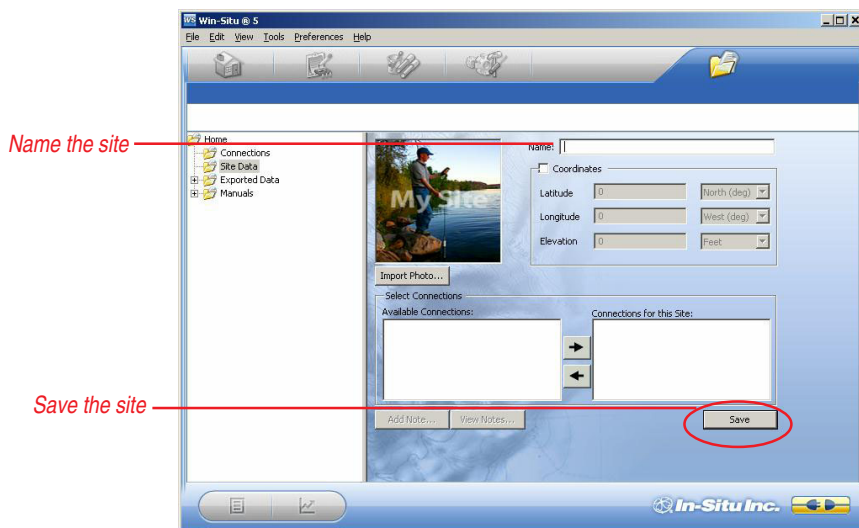 Win-Situ ® 5
File Edit View Tools Preferences Help
Name the site
Home
Connections
Site Data
Exported Data
Manuals
My Site
Import Photo...
Name:
Coordinates
Latitude 0 North (deg)
Longitude 0 West (deg)
Elevation 0 Feet
Select Connections
Available Connections:
Connections for this Site:
Save the site
Add Note... View Notes... Save
In-Situ Inc.